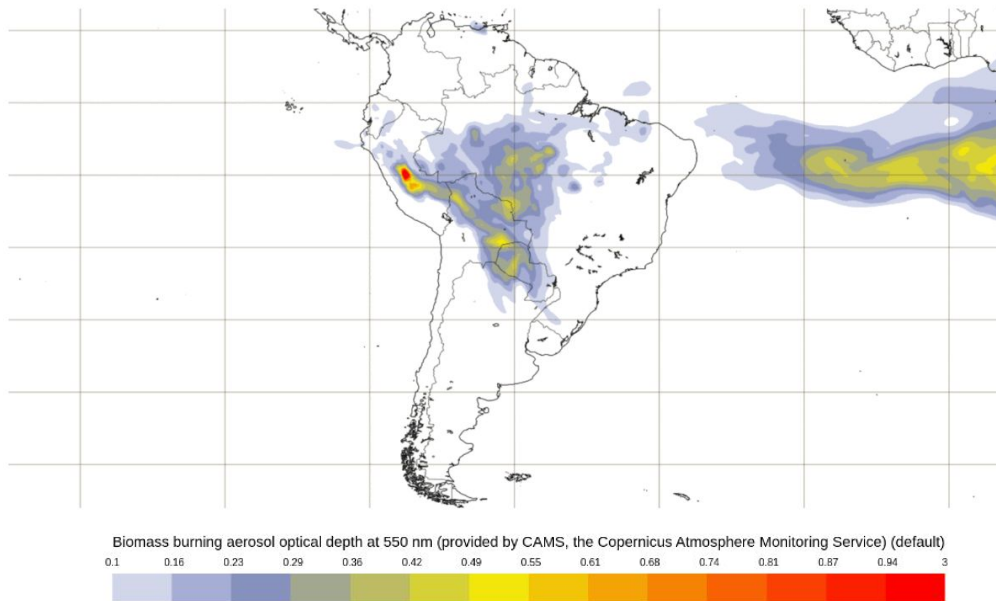 Biomass burning aerosol optical depth at 550 nm (provided by CAMS, the Copernicus Atmosphere Monitoring Service) (default)
0.1 0.16 0.23 0.29 0.36 0.42 0.49 0.55 0.61 0.68 0.74 0.81 0.87 0.94 3